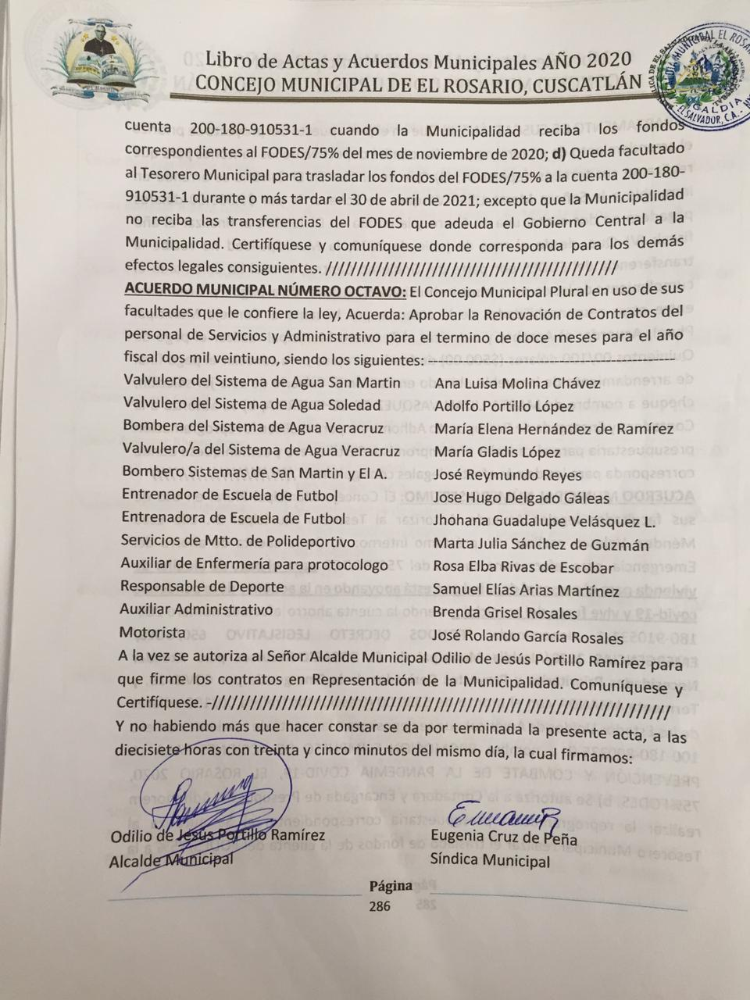 Libro de Actas y Acuerdos Municipales AÑO 2020
CONCEJO MUNICIPAL DE EL ROSARIO, CUSCATLÁN
cuenta 200-180-910531-1 cuando la Municipalidad reciba los fondos
correspondientes al FODES/75% del mes de noviembre de 2020; d) Queda facultado
al Tesorero Municipal para trasladar los fondos del FODES/75% a la cuenta 200-180-
910531-1 durante o más tardar el 30 de abril de 2021; excepto que la Municipalidad
no reciba las transferencias del FODES que adeuda el Gobierno Central a la
Municipalidad. Certifíquese y comuníquese donde corresponda para los demás
efectos legales consiguientes. ///////////////////////////////////////////////
ACUERDO MUNICIPAL NÚMERO OCTAVO: El Concejo Municipal Plural en uso de sus
facultades que le confiere la ley, Acuerda: Aprobar la Renovación de Contratos del
personal de Servicios y Administrativo para el termino de doce meses para el año
fiscal dos mil veintiuno, siendo los siguientes: ----------------------------------------------
Valvulero del Sistema de Agua San Martin Ana Luisa Molina Chávez
Valvulero del Sistema de Agua Soledad Adolfo Portillo López
Bombera del Sistema de Agua Veracruz María Elena Hernández de Ramírez
Valvulero/a del Sistema de Agua Veracruz María Gladis López
Bombero Sistemas de San Martin y El A. José Reymundo Reyes
Entrenador de Escuela de Futbol Jose Hugo Delgado Gáleas
Entrenadora de Escuela de Futbol Jhohana Guadalupe Velásquez L.
Servicios de Mtto. de Polideportivo Marta Julia Sánchez de Guzmán
Auxiliar de Enfermería para protocologo Rosa Elba Rivas de Escobar
Responsable de Deporte Samuel Elías Arias Martínez
Auxiliar Administrativo Brenda Grisel Rosales
Motorista José Rolando García Rosales
A la vez se autoriza al Señor Alcalde Municipal Odilio de Jesús Portillo Ramírez para
que firme los contratos en Representación de la Municipalidad. Comuníquese y
Certifíquese. -/////////////////////////////////////////////////////////////////////////
Y no habiendo más que hacer constar se da por terminada la presente acta, a las
diecisiete horas con treinta y cinco minutos del mismo día, la cual firmamos:
Odilio de Jesús Portillo Ramírez Eugenia Cruz de Peña
Alcalde Municipal Síndica Municipal
Página
286